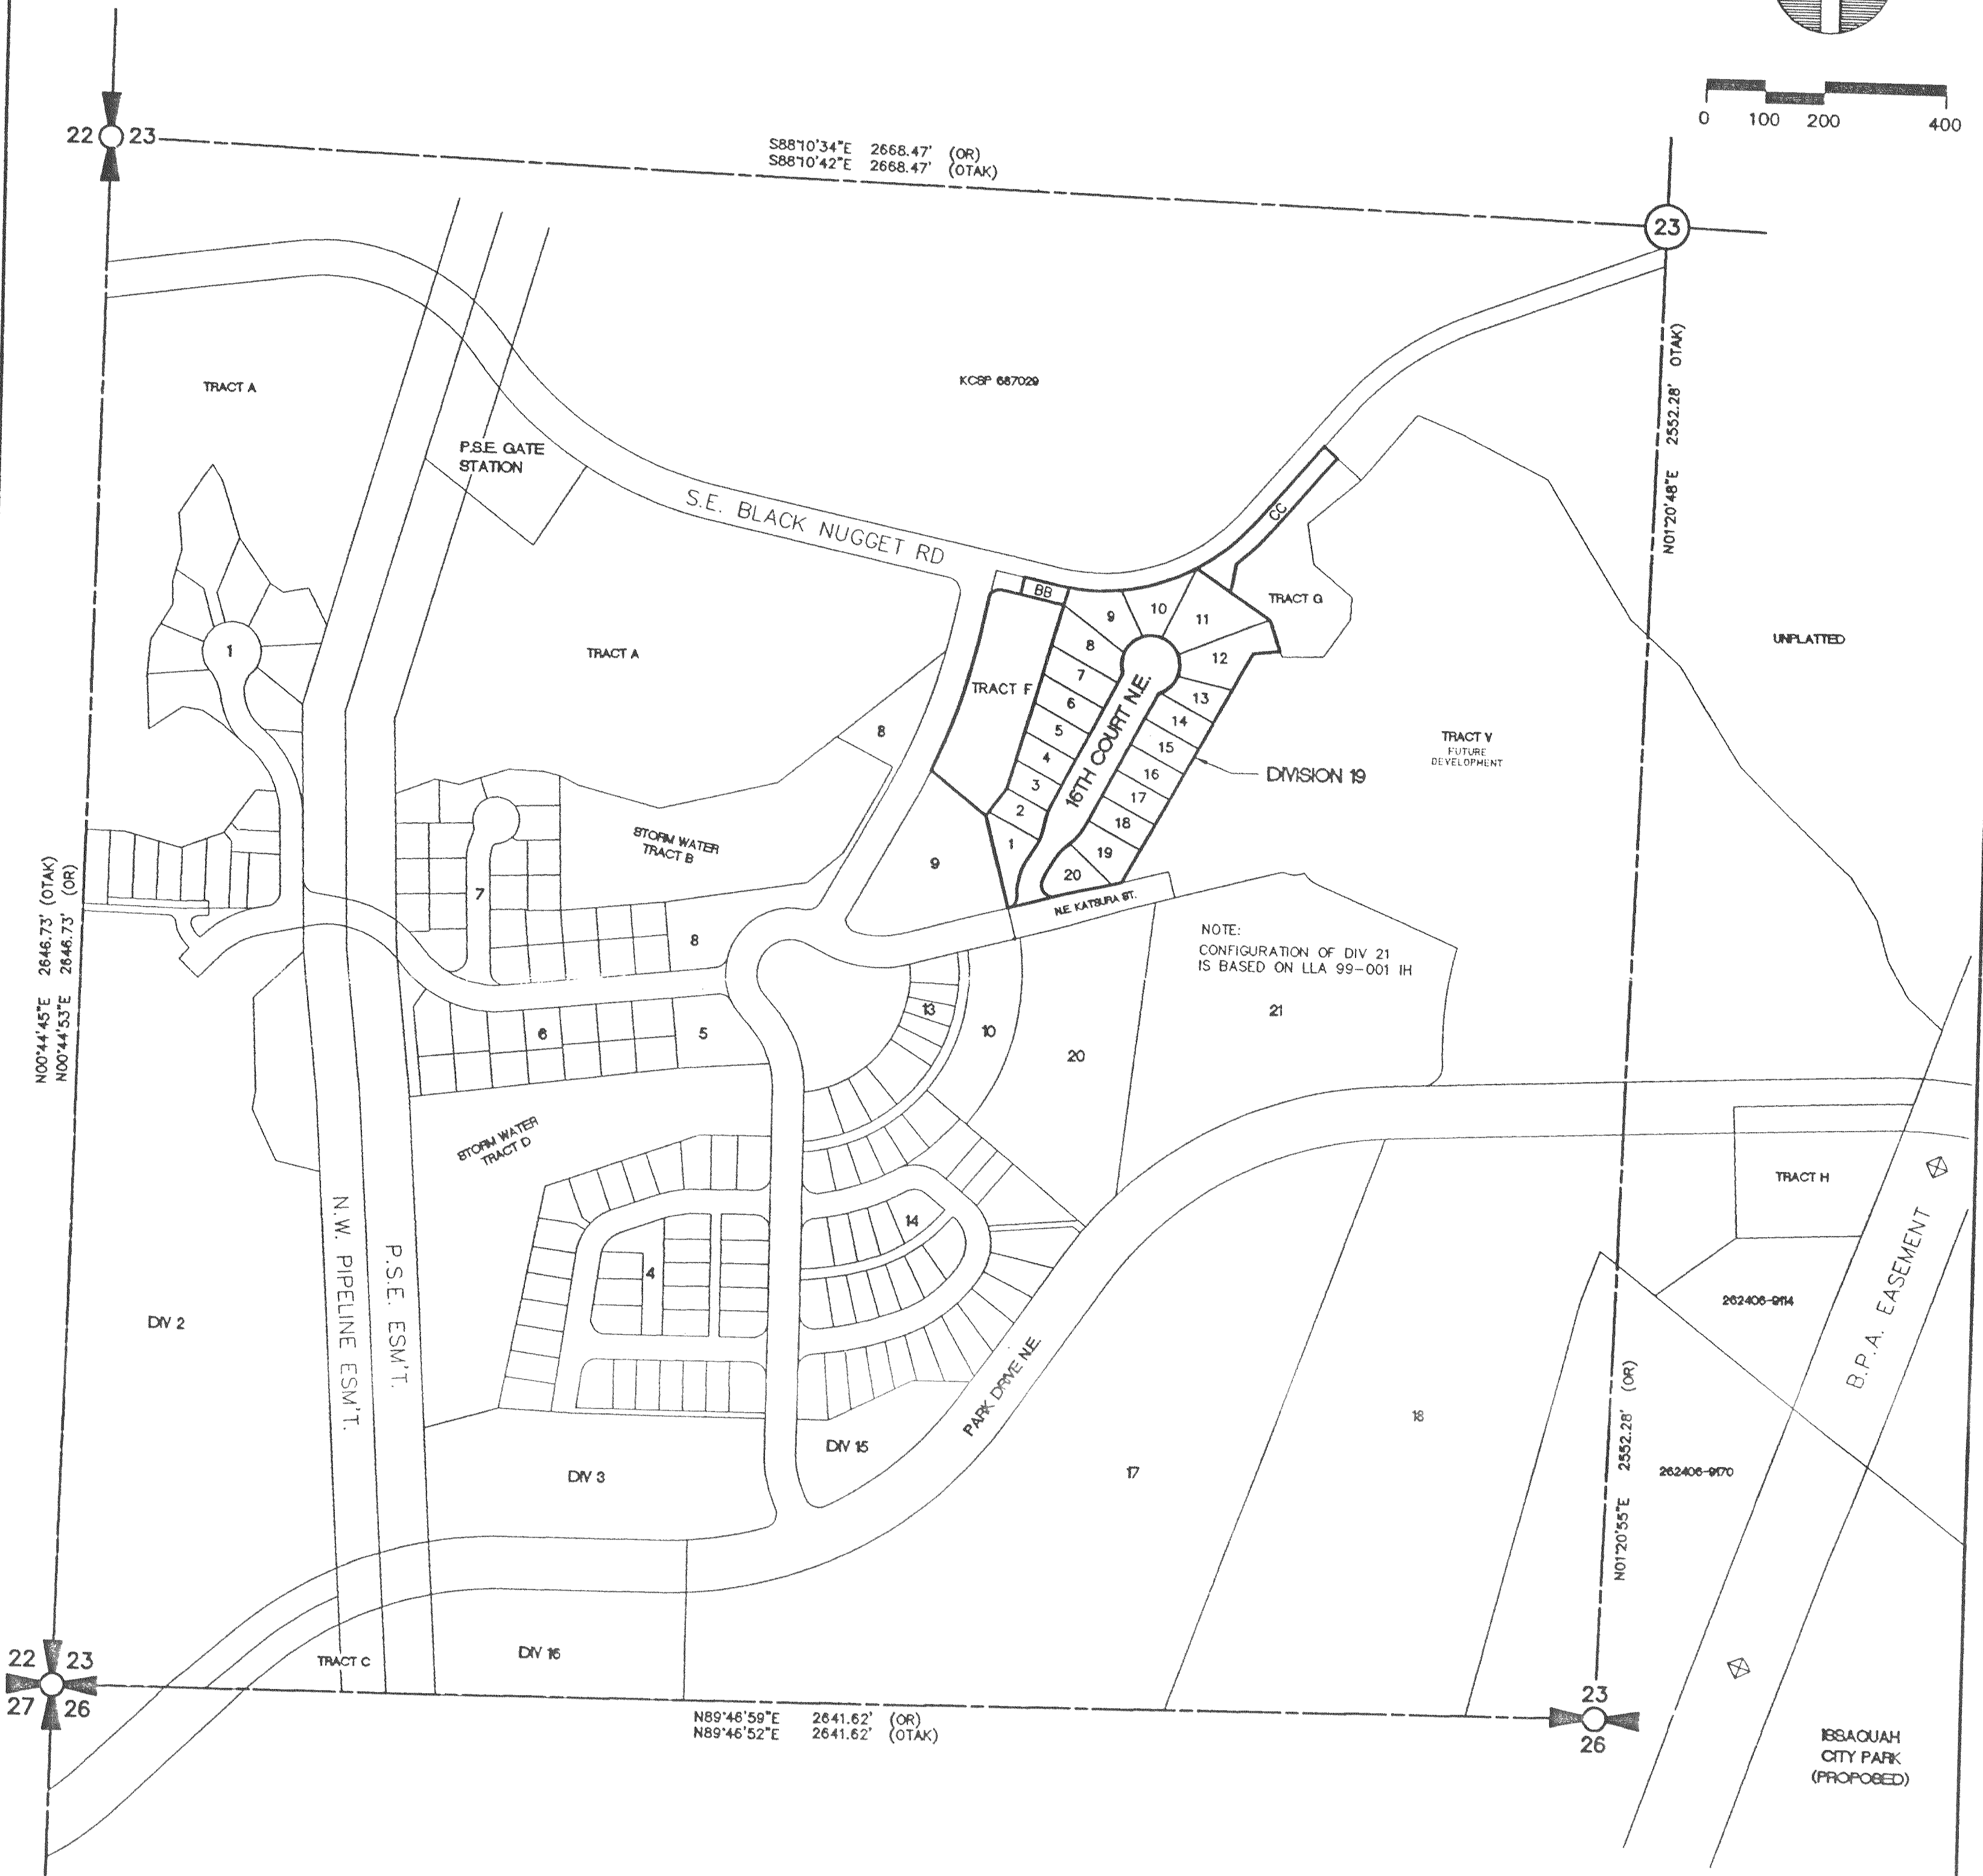 0 100 200 400
22 23
S88°10'34"E 2668.47' (OR)
S88°10'42"E 2668.47' (OTAK)
23
N01°20'48"E 2552.28' OTAK)
TRACT A
KCSP 687029
P.S.E. GATE
STATION
S.E. BLACK NUGGET RD
CC
BB
TRACT G
UNPLATTED
1
TRACT A
TRACT F
9
10
11
8
12
7
13
6
14
5
15
4
16
3
17
2
18
1
19
20
16TH COURT N.E.
TRACT V
FUTURE
DEVELOPMENT
DIVISION 19
8
STORM WATER
TRACT B
9
7
8
N.E. KATSURA ST.
NOTE:
CONFIGURATION OF DIV 21
IS BASED ON LLA 99-001 IH
21
N00°44'45"E 2646.73' (OTAK)
N00°44'53"E 2646.73' (OR)
13
10
20
6
5
STORM WATER
TRACT D
N.W. PIPELINE ESM'T.
P.S.E. ESM'T.
14
4
TRACT H
B.P.A. EASEMENT
262406-9114
DIV 2
PARK DRIVE N.E.
18
DIV 15
DIV 3
17
262406-9170
N01°20'55"E 2552.28' (OR)
DIV 16
TRACT C
22 23
27 26
N89°46'59"E 2641.62' (OR)
N89°46'52"E 2641.62' (OTAK)
23
26
ISSAQUAH
CITY PARK
(PROPOSED)